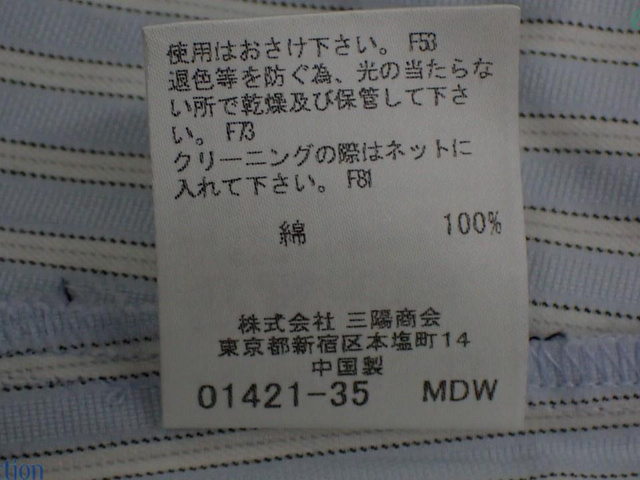 使用はおさけ下さい。 F53
退色等を防ぐ為、光の当たらな
い所で乾燥及び保管して下さ
い。 F73
クリーニングの際はネットに
入れて下さい。 F81
綿 100%
株式会社 三陽商会
東京都新宿区本塩町14
中国製
01421-35 MDW